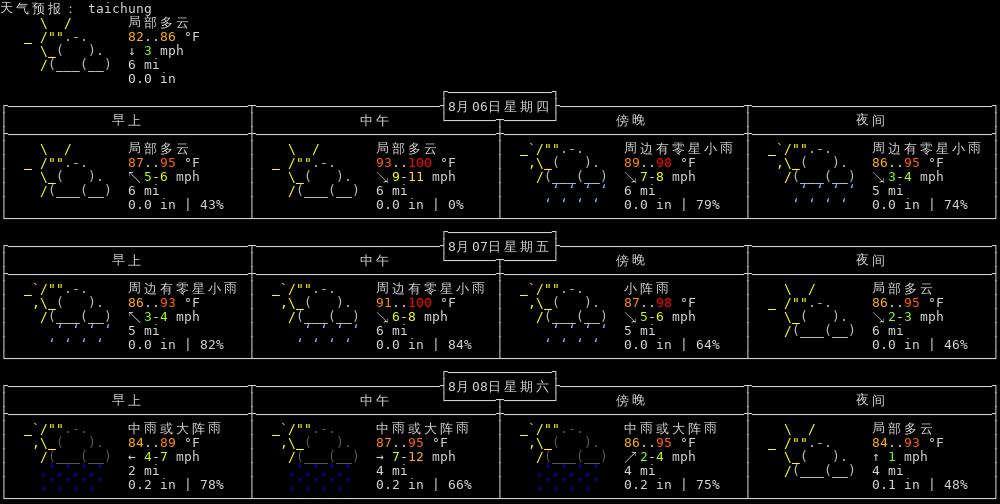 天气预报： taichung
局部多云
82..86 °F
↓ 3 mph
6 mi
0.0 in
8月06日星期四
早上 中午 傍晚 夜间
局部多云 局部多云 周边有零星小雨 周边有零星小雨
87..95 °F 93..100 °F 89..98 °F 86..95 °F
↖ 5-6 mph ↘ 9-11 mph ↘ 7-8 mph ↘ 3-4 mph
6 mi 6 mi 6 mi 5 mi
0.0 in | 43% 0.0 in | 0% 0.0 in | 79% 0.0 in | 74%
8月07日星期五
早上 中午 傍晚 夜间
周边有零星小雨 周边有零星小雨 小阵雨 局部多云
86..93 °F 91..100 °F 87..98 °F 86..95 °F
↖ 3-4 mph ↘ 6-8 mph ↘ 5-6 mph ↘ 2-3 mph
5 mi 6 mi 5 mi 6 mi
0.0 in | 82% 0.0 in | 84% 0.0 in | 64% 0.0 in | 46%
8月08日星期六
早上 中午 傍晚 夜间
中雨或大阵雨 中雨或大阵雨 中雨或大阵雨 局部多云
84..89 °F 87..95 °F 86..95 °F 84..93 °F
← 4-7 mph → 7-12 mph ↗ 2-4 mph ↑ 1 mph
2 mi 4 mi 4 mi 4 mi
0.2 in | 78% 0.2 in | 66% 0.2 in | 75% 0.1 in | 48%